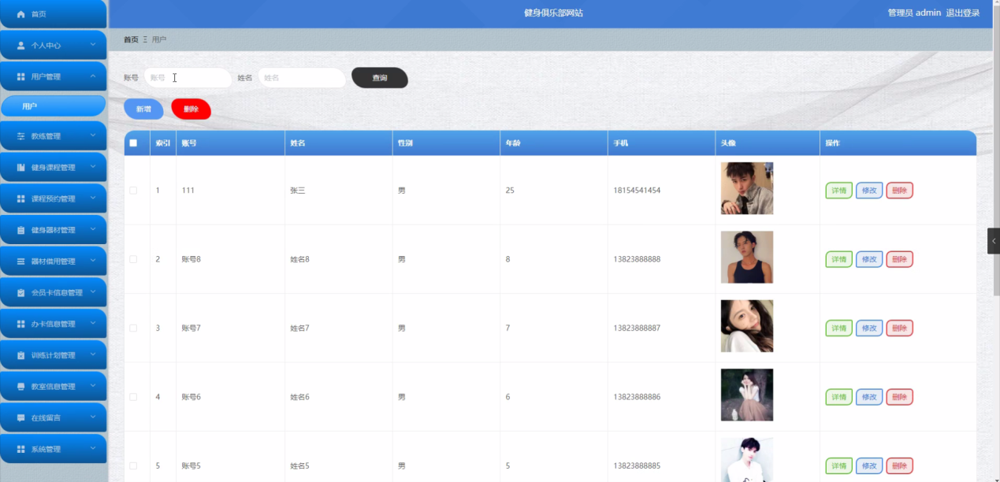 健身俱乐部网站
管理员 admin 退出登录
首页
个人中心
用户管理
用户
教练管理
健身课程管理
课程预约管理
健身器材管理
器材借用管理
会员卡信息管理
办卡信息管理
训练计划管理
教室信息管理
在线留言
系统管理
首页 Ξ 用户
账号 账号 姓名 姓名 查询
新增 删除
索引 账号 姓名 性别 年龄 手机 头像 操作
1 111 张三 男 25 18154541454 详情 修改 删除
2 账号8 姓名8 男 8 13823888888 详情 修改 删除
3 账号7 姓名7 男 7 13823888887 详情 修改 删除
4 账号6 姓名6 男 6 13823888886 详情 修改 删除
5 账号5 姓名5 男 5 13823888885 详情 修改 删除